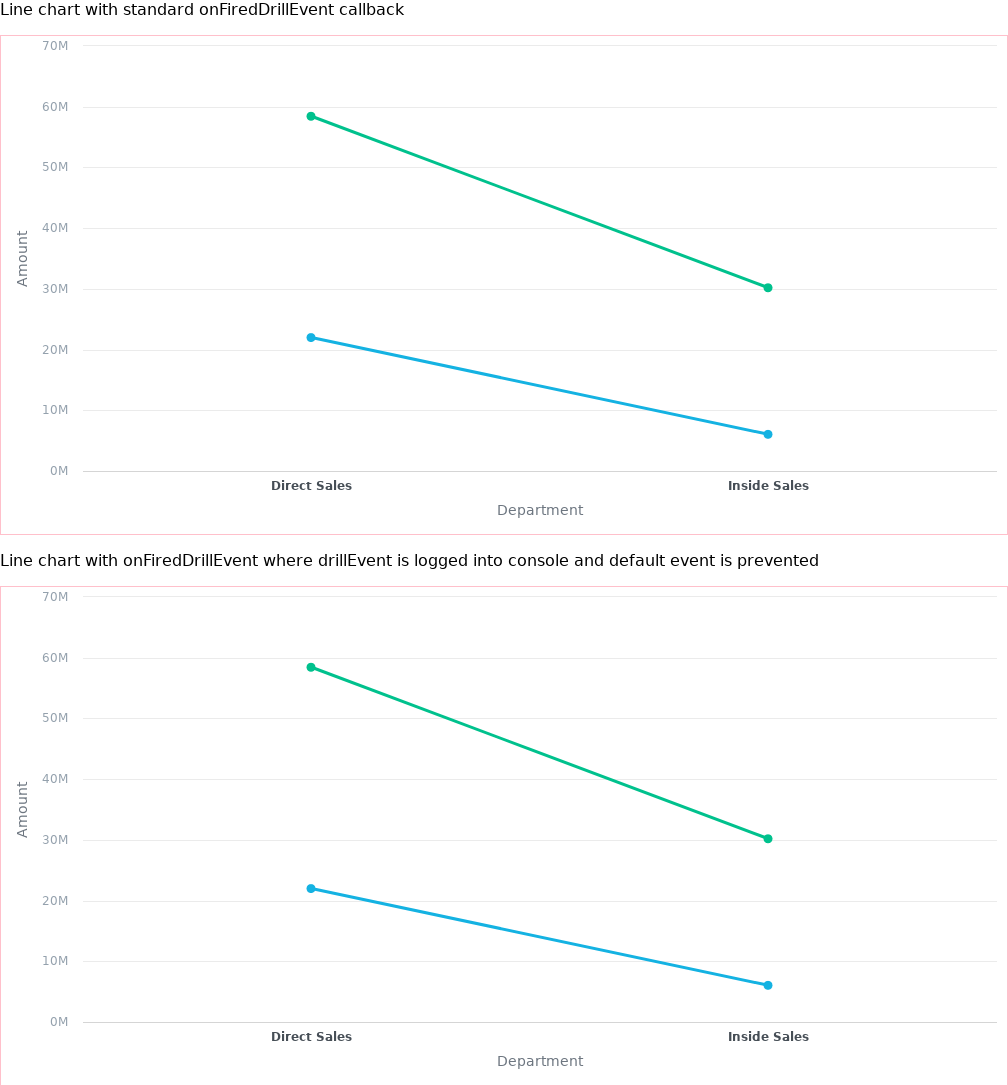 Line chart with standard onFiredDrillEvent callback
70M
60M
50M
40M
30M
20M
10M
0M
Amount
Direct Sales
Inside Sales
Department
Line chart with onFiredDrillEvent where drillEvent is logged into console and default event is prevented
70M
60M
50M
40M
30M
20M
10M
0M
Amount
Direct Sales
Inside Sales
Department